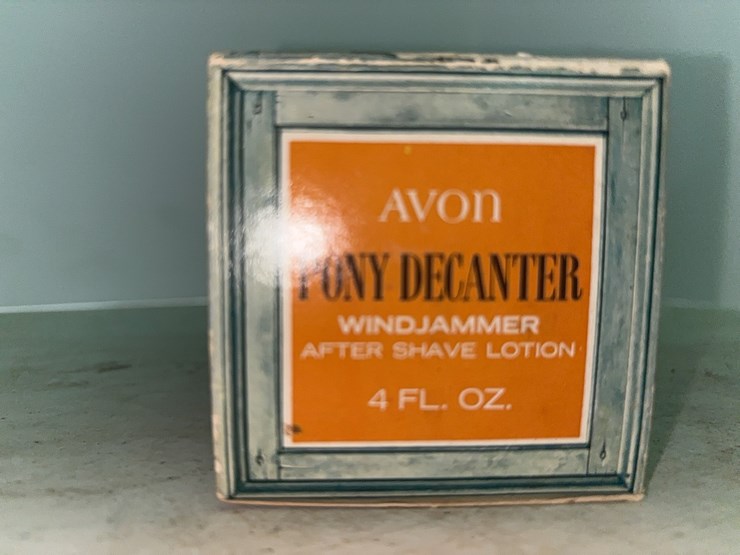 AVON
PONY DECANTER
WINDJAMMER
AFTER SHAVE LOTION
4 FL. OZ.